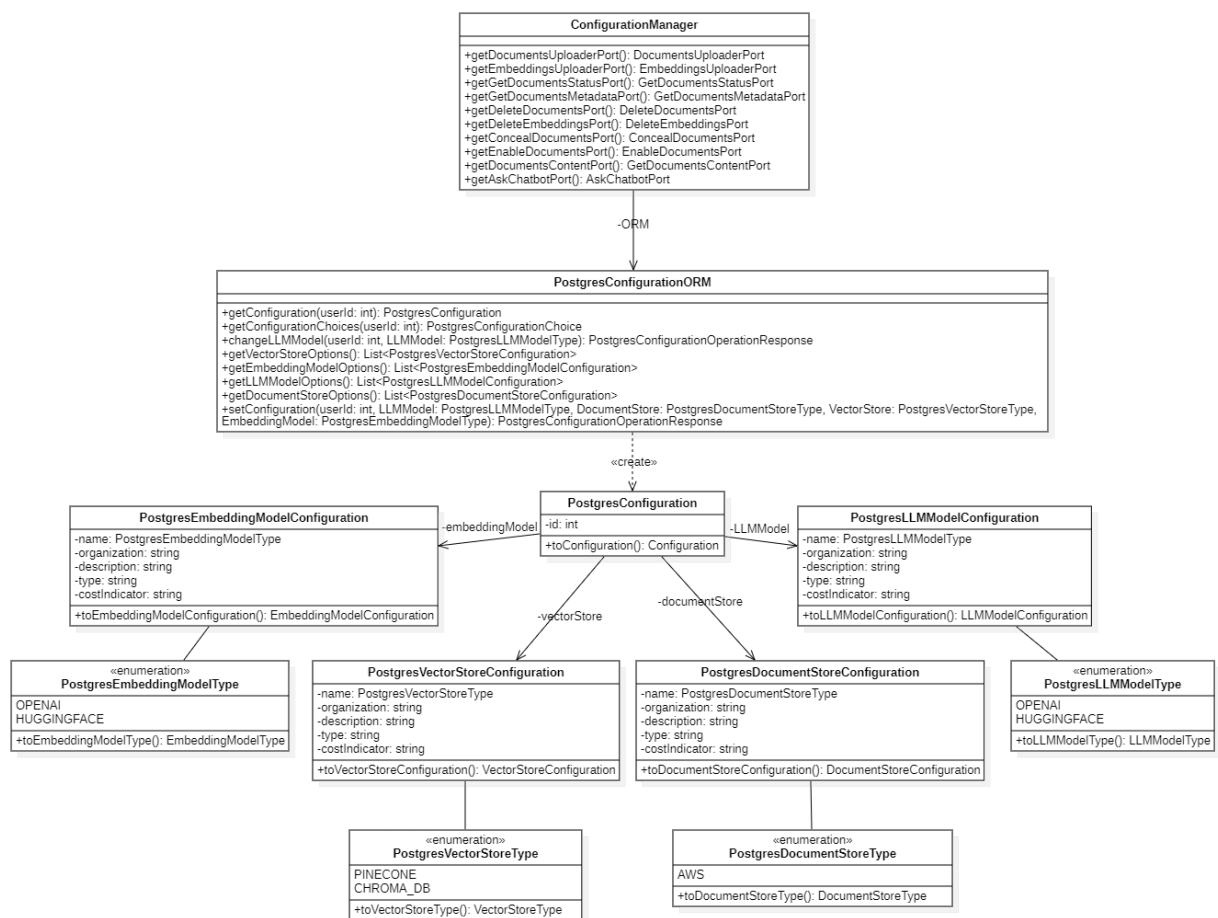 ConfigurationManager
+getDocumentsUploaderPort(): DocumentsUploaderPort
+getEmbeddingsUploaderPort(): EmbeddingsUploaderPort
+getGetDocumentsStatusPort(): GetDocumentsStatusPort
+getGetDocumentsMetadataPort(): GetDocumentsMetadataPort
+getDeleteDocumentsPort(): DeleteDocumentsPort
+getDeleteEmbeddingsPort(): DeleteEmbeddingsPort
+getConcealDocumentsPort(): ConcealDocumentsPort
+getEnableDocumentsPort(): EnableDocumentsPort
+getDocumentsContentPort(): GetDocumentsContentPort
+getAskChatbotPort(): AskChatbotPort
-ORM
PostgresConfigurationORM
+getConfiguration(userId: int): PostgresConfiguration
+getConfigurationChoices(userId: int): PostgresConfigurationChoice
+changeLLMModel(userId: int, LLMModel: PostgresLLMModelType): PostgresConfigurationOperationResponse
+getVectorStoreOptions(): List<PostgresVectorStoreConfiguration>
+getEmbeddingModelOptions(): List<PostgresEmbeddingModelConfiguration>
+getLLMModelOptions(): List<PostgresLLMModelConfiguration>
+getDocumentStoreOptions(): List<PostgresDocumentStoreConfiguration>
+setConfiguration(userId: int, LLMModel: PostgresLLMModelType, DocumentStore: PostgresDocumentStoreType, VectorStore: PostgresVectorStoreType,
EmbeddingModel: PostgresEmbeddingModelType): PostgresConfigurationOperationResponse
«create»
PostgresConfiguration
-id: int
+toConfiguration(): Configuration
-embeddingModel
-LLMModel
-vectorStore
-documentStore
PostgresEmbeddingModelConfiguration
-name: PostgresEmbeddingModelType
-organization: string
-description: string
-type: string
-costIndicator: string
+toEmbeddingModelConfiguration(): EmbeddingModelConfiguration
PostgresLLMModelConfiguration
-name: PostgresLLMModelType
-organization: string
-description: string
-type: string
-costIndicator: string
+toLLMModelConfiguration(): LLMModelConfiguration
«enumeration»
PostgresEmbeddingModelType
OPENAI
HUGGINGFACE
+toEmbeddingModelType(): EmbeddingModelType
PostgresVectorStoreConfiguration
-name: PostgresVectorStoreType
-organization: string
-description: string
-type: string
-costIndicator: string
+toVectorStoreConfiguration(): VectorStoreConfiguration
PostgresDocumentStoreConfiguration
-name: PostgresDocumentStoreType
-organization: string
-description: string
-type: string
-costIndicator: string
+toDocumentStoreConfiguration(): DocumentStoreConfiguration
«enumeration»
PostgresLLMModelType
OPENAI
HUGGINGFACE
+toLLMModelType(): LLMModelType
«enumeration»
PostgresVectorStoreType
PINECONE
CHROMA_DB
+toVectorStoreType(): VectorStoreType
«enumeration»
PostgresDocumentStoreType
AWS
+toDocumentStoreType(): DocumentStoreType